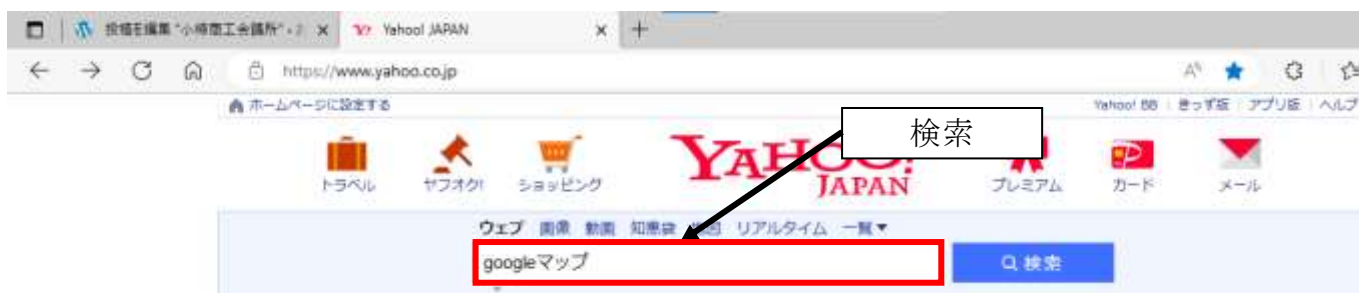 投稿を編集 "小樽商工会議所" ‹
Yahoo! JAPAN
https://www.yahoo.co.jp
ホームページに設定する
Yahoo! BB きっず版 アプリ版 ヘルプ
検索
トラベル ヤフオク! ショッピング YAHOO! JAPAN プレミアム カード メール
ウェブ 画像 動画 知恵袋 地図 リアルタイム 一覧▼
googleマップ
検索